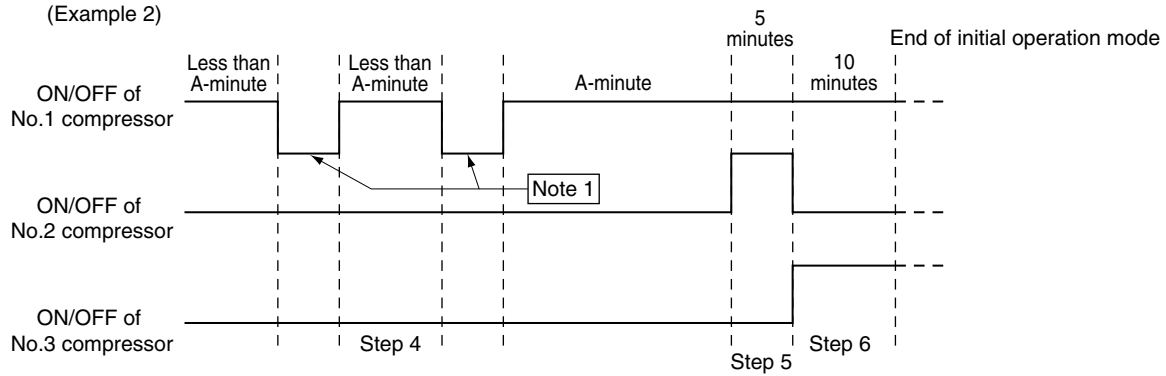 (Example 2)
5
minutes
End of initial operation mode
Less than
A-minute
Less than
A-minute
A-minute
10
minutes
ON/OFF of
No.1 compressor
Note 1
ON/OFF of
No.2 compressor
ON/OFF of
No.3 compressor
Step 4
Step 5
Step 6